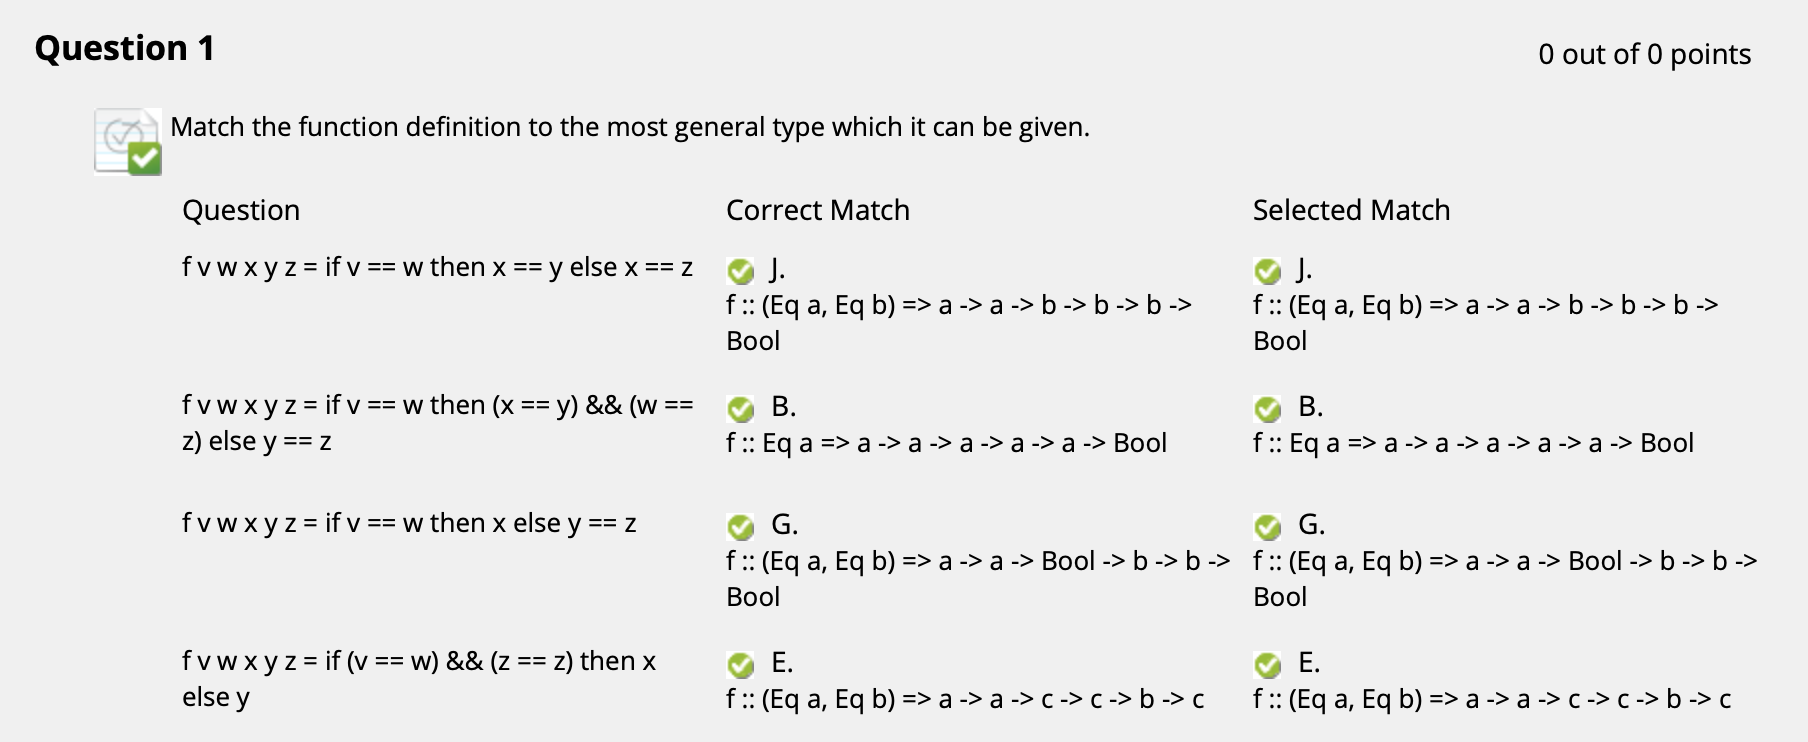 Question 1
0 out of 0 points
Match the function definition to the most general type which it can be given.
Question Correct Match Selected Match
f v w x y z = if v == w then x == y else x == z
J.
f :: (Eq a, Eq b) => a -> a -> b -> b -> b ->
Bool
J.
f :: (Eq a, Eq b) => a -> a -> b -> b -> b ->
Bool
f v w x y z = if v == w then (x == y) && (w ==
z) else y == z
B.
f :: Eq a => a -> a -> a -> a -> a -> Bool
B.
f :: Eq a => a -> a -> a -> a -> a -> Bool
f v w x y z = if v == w then x else y == z
G.
f :: (Eq a, Eq b) => a -> a -> Bool -> b -> b ->
Bool
G.
f :: (Eq a, Eq b) => a -> a -> Bool -> b -> b ->
Bool
f v w x y z = if (v == w) && (z == z) then x
else y
E.
f :: (Eq a, Eq b) => a -> a -> c -> c -> b -> c
E.
f :: (Eq a, Eq b) => a -> a -> c -> c -> b -> c